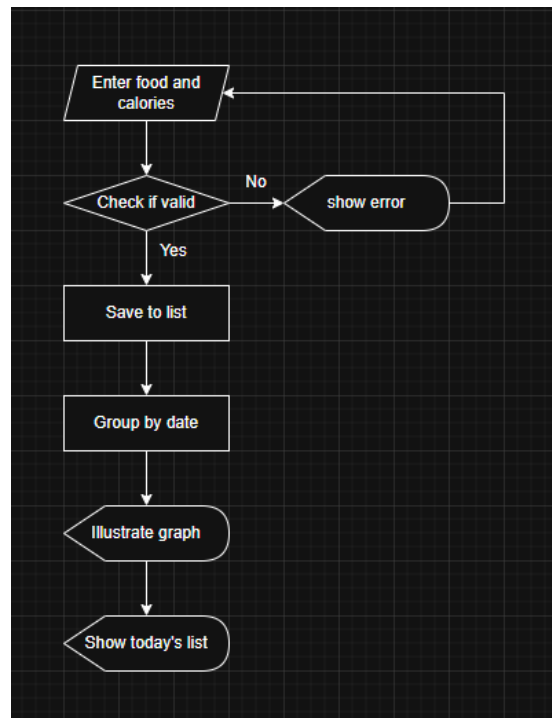 Enter food and
calories
Check if valid
No
show error
Yes
Save to list
Group by date
Illustrate graph
Show today's list